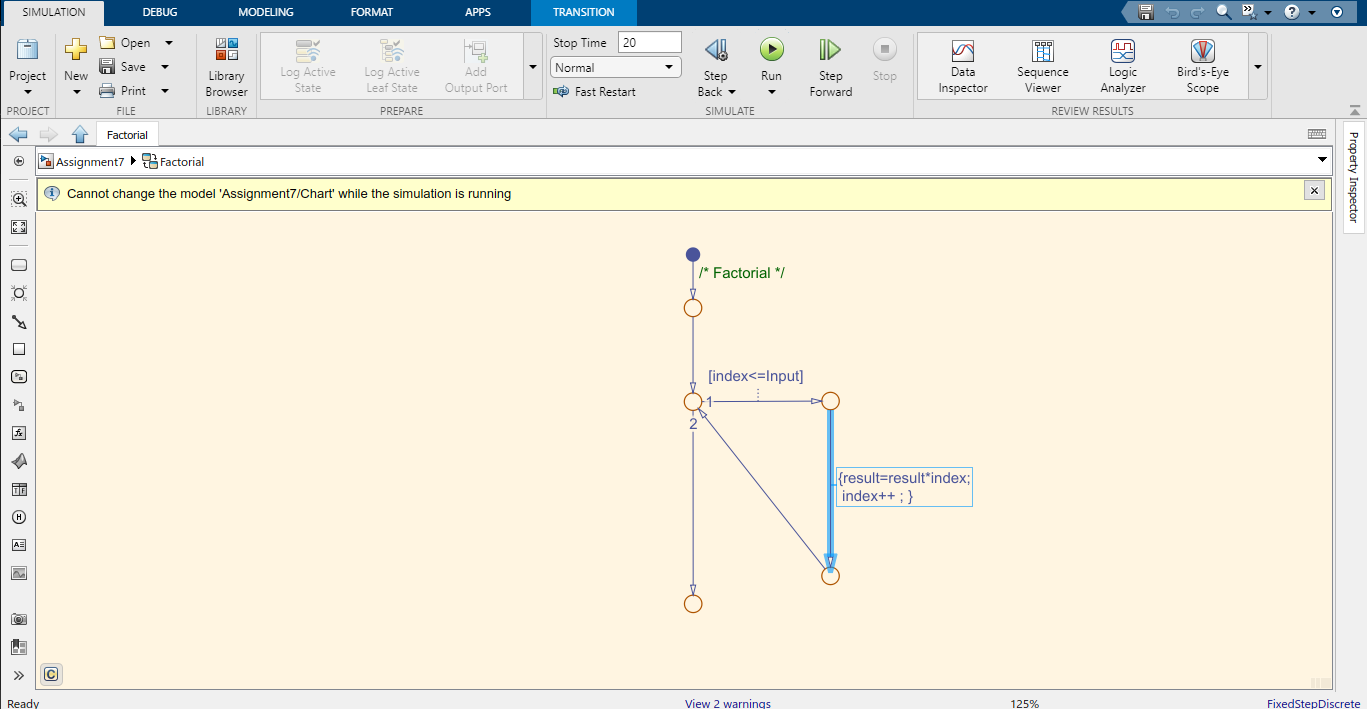 SIMULATION DEBUG MODELING FORMAT APPS TRANSITION
Project
PROJECT
New
Open
Save
Print
FILE
Library
Browser
LIBRARY
Log Active
State
Log Active
Leaf State
Add
Output Port
PREPARE
Stop Time 20
Normal
Fast Restart
Step
Back
Run
Step
Forward
Stop
SIMULATE
Data
Inspector
Sequence
Viewer
Logic
Analyzer
Bird's-Eye
Scope
REVIEW RESULTS
Factorial
Assignment7 Factorial
Cannot change the model 'Assignment7/Chart' while the simulation is running
Property Inspector
/* Factorial */
[index<=Input]
1
2
{result=result*index;
index++ ; }
C
Ready View 2 warnings 125% FixedStepDiscrete